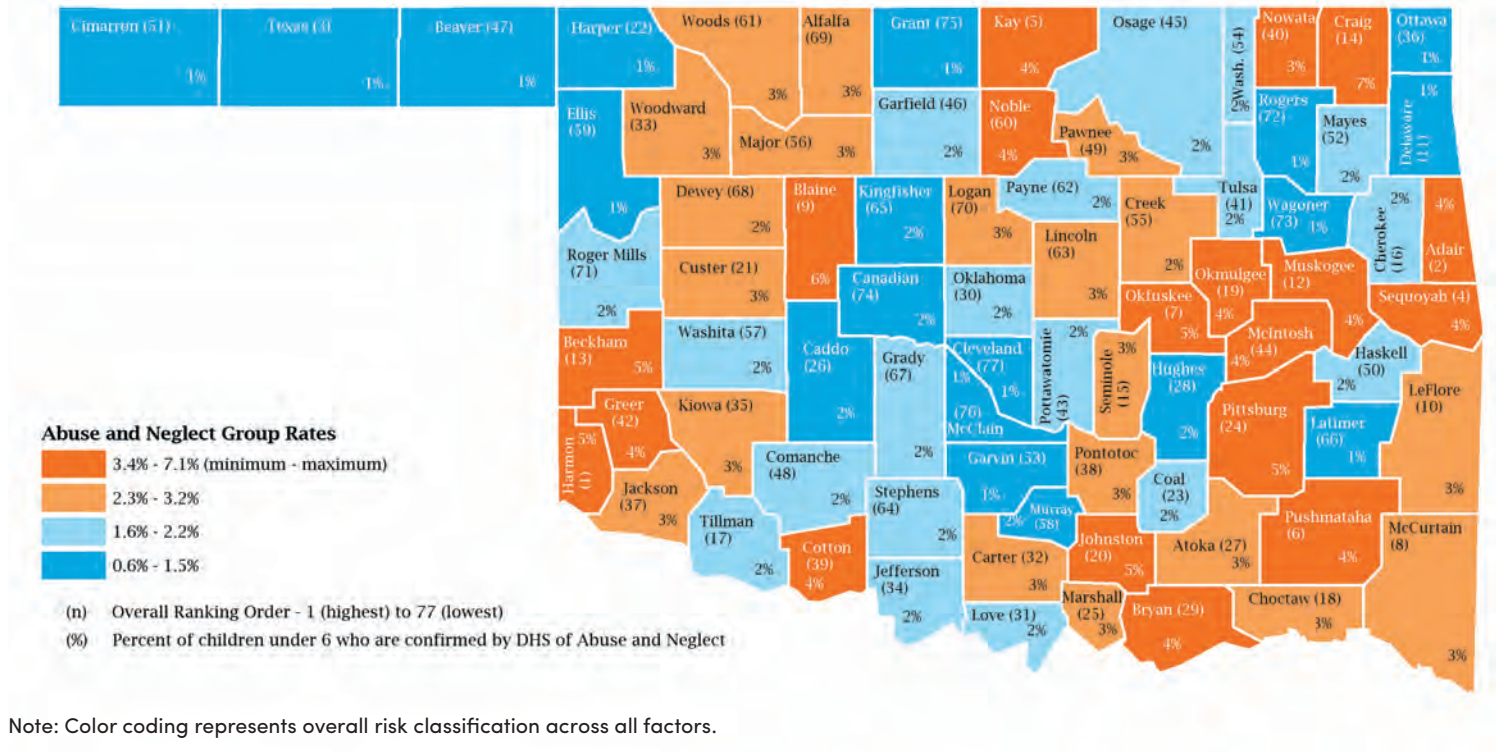 Cimarron (51)
1%
Texas (3)
1%
Beaver (47)
1%
Harper (22)
1%
Woods (61)
3%
Alfalfa
(69)
3%
Grant (75)
1%
Kay (5)
4%
Osage (45)
2%
Wash. (54)
2%
Nowata
(40)
3%
Craig
(14)
7%
Ottawa
(36)
1%
Ellis
(59)
1%
Woodward
(33)
3%
Major (56)
3%
Garfield (46)
2%
Noble
(60)
4%
Pawnee
(49)
3%
Rogers
(72)
1%
Mayes
(52)
2%
Delaware
(11)
1%
Dewey (68)
2%
Blaine
(9)
6%
Kingfisher
(65)
2%
Logan
(70)
3%
Payne (62)
2%
Creek
(55)
2%
Tulsa
(41)
2%
Wagoner
(73)
1%
Cherokee
(16)
2%
Adair
(2)
4%
Roger Mills
(71)
2%
Custer (21)
3%
Canadian
(74)
2%
Oklahoma
(30)
2%
Lincoln
(63)
3%
Okmulgee
(19)
4%
Muskogee
(12)
4%
Sequoyah (4)
4%
Okfuskee
(7)
5%
McIntosh
(44)
4%
Haskell
(50)
2%
Beckham
(13)
5%
Washita (57)
2%
Caddo
(26)
2%
Grady
(67)
2%
Cleveland
(77)
1%
1%
(76)
McClain
Pottawatomie
(43)
2%
Seminole
(15)
3%
Hughes
(28)
2%
Pittsburg
(24)
5%
Latimer
(66)
1%
LeFlore
(10)
3%
Harmon
(1)
5%
Greer
(42)
4%
Kiowa (35)
3%
Jackson
(37)
3%
Comanche
(48)
2%
Tillman
(17)
2%
Cotton
(39)
4%
Stephens
(64)
2%
Garvin (53)
1%
Murray
(58)
2%
Pontotoc
(38)
3%
Coal
(23)
2%
Jefferson
(34)
2%
Carter (32)
3%
Love (31)
2%
Johnston
(20)
5%
Marshall
(25)
3%
Atoka (27)
3%
Bryan (29)
4%
Pushmataha
(6)
4%
Choctaw (18)
3%
McCurtain
(8)
3%
Abuse and Neglect Group Rates
3.4% - 7.1% (minimum - maximum)
2.3% - 3.2%
1.6% - 2.2%
0.6% - 1.5%
(n) Overall Ranking Order - 1 (highest) to 77 (lowest)
(%) Percent of children under 6 who are confirmed by DHS of Abuse and Neglect
Note: Color coding represents overall risk classification across all factors.